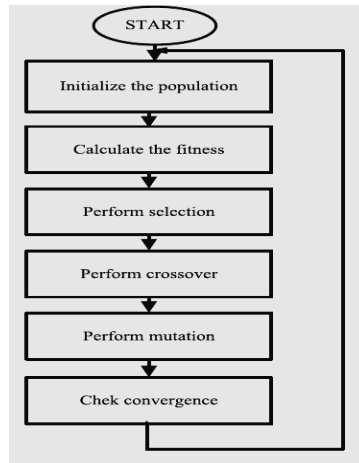 START
Initialize the population
Calculate the fitness
Perform selection
Perform crossover
Perform mutation
Chek convergence